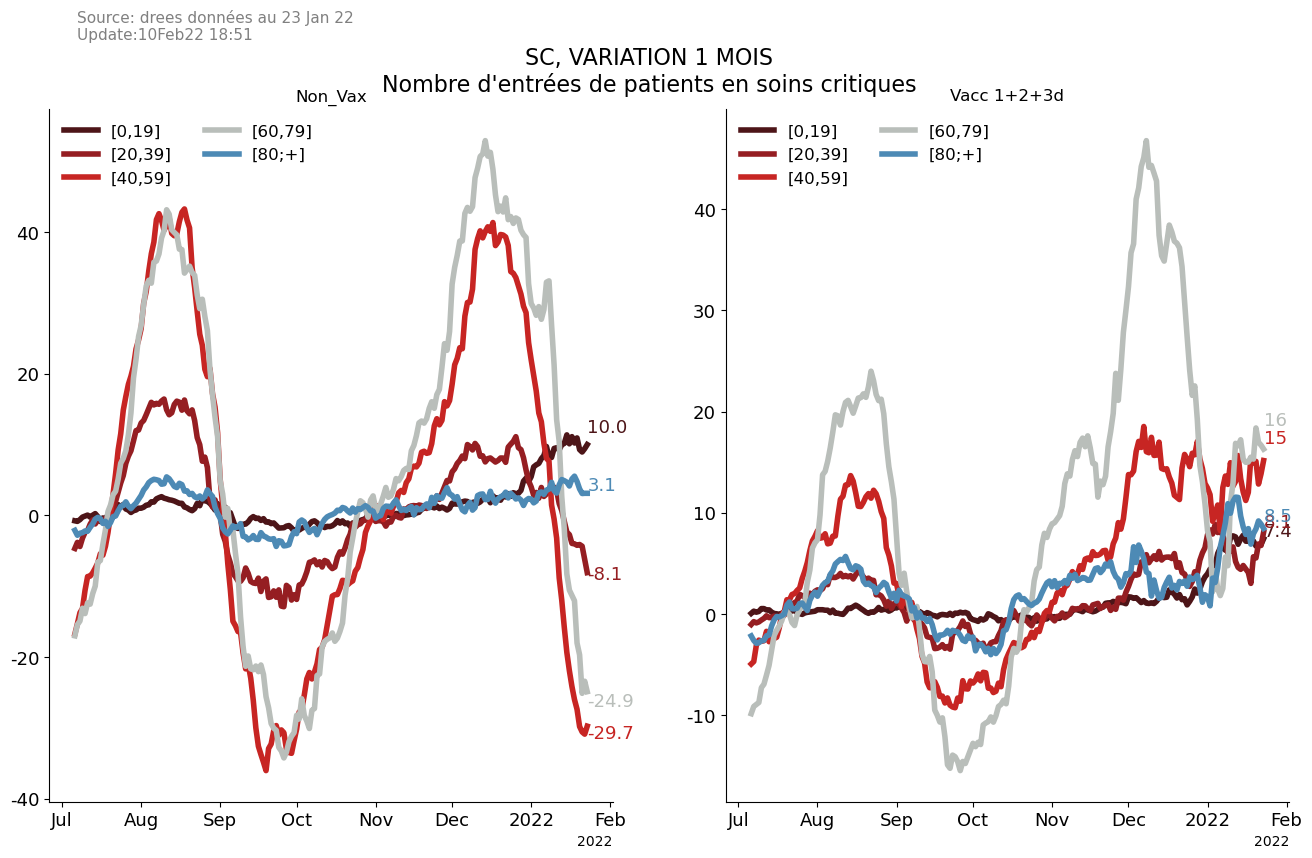 Source: drees données au 23 Jan 22
Update:10Feb22 18:51
SC, VARIATION 1 MOIS
Nombre d'entrées de patients en soins critiques
Non_Vax
[0,19]
[20,39]
[40,59]
[60,79]
[80;+]
40
20
0
-20
-40
10.0
3.1
-8.1
-24.9
-29.7
Jul
Aug
Sep
Oct
Nov
Dec
2022
Feb
2022
Vacc 1+2+3d
[0,19]
[20,39]
[40,59]
[60,79]
[80;+]
40
30
20
10
0
-10
16
15
8.5
8.1
7.4
Jul
Aug
Sep
Oct
Nov
Dec
2022
Feb
2022